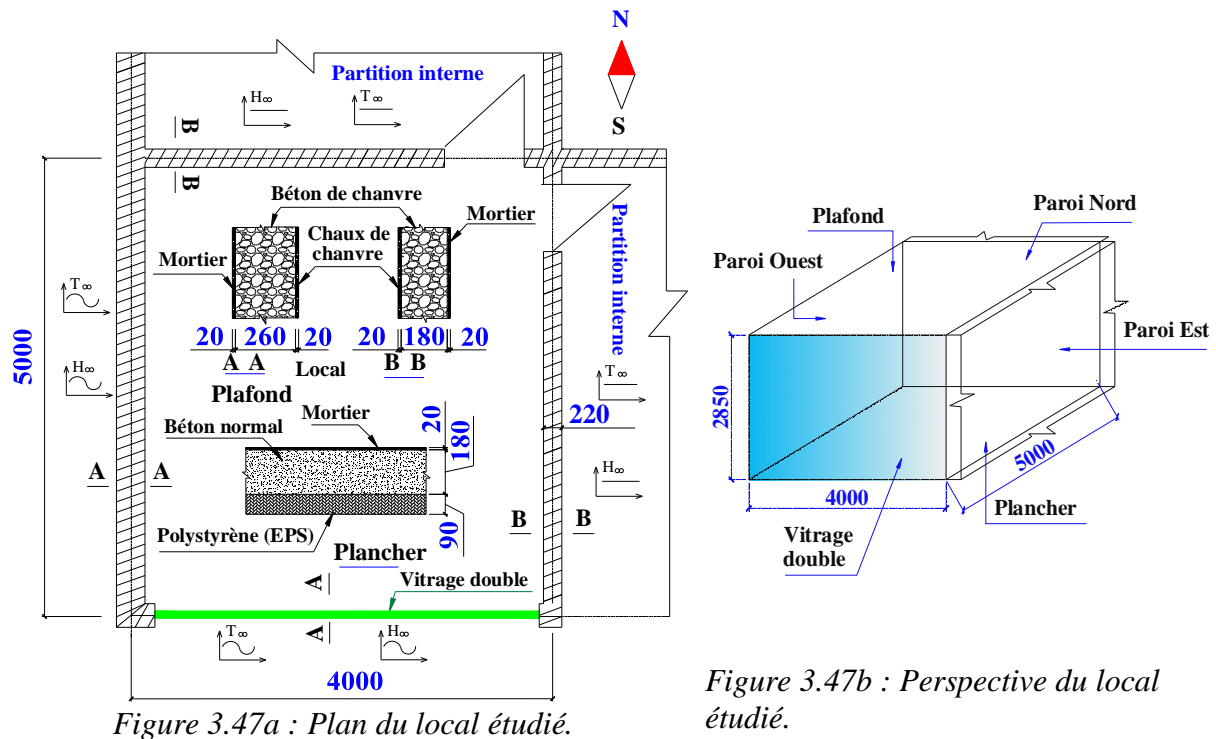 N
S
Partition interne
H∞
T∞
B
B
Béton de chanvre
Mortier
Chaux de
chanvre
Mortier
Partition interne
T∞
H∞
5000
20
260
20
20
180
20
A A
Local
B B
Plafond
Mortier
Béton normal
20
180
90
T∞
220
H∞
A
A
B
B
Polystyrène (EPS)
Plancher
A
Vitrage double
A
T∞
H∞
4000
Figure 3.47a : Plan du local étudié.
Plafond
Paroi Nord
Paroi Ouest
Paroi Est
2850
5000
4000
Plancher
Vitrage
double
Figure 3.47b : Perspective du local
étudié.